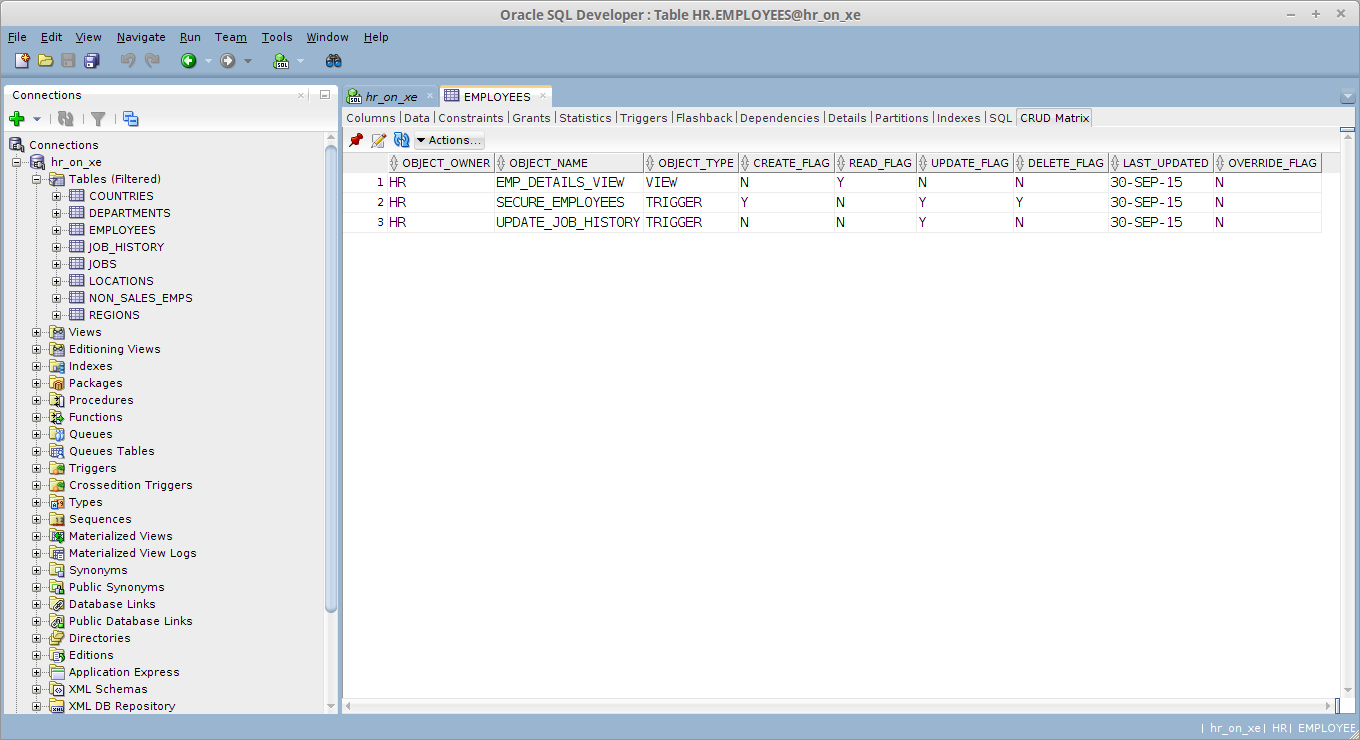 Oracle SQL Developer : Table HR.EMPLOYEES@hr_on_xe
File Edit View Navigate Run Team Tools Window Help
Connections
Connections
hr_on_xe
Tables (Filtered)
COUNTRIES
DEPARTMENTS
EMPLOYEES
JOB_HISTORY
JOBS
LOCATIONS
NON_SALES_EMPS
REGIONS
Views
Editioning Views
Indexes
Packages
Procedures
Functions
Queues
Queues Tables
Triggers
Crossedition Triggers
Types
Sequences
Materialized Views
Materialized View Logs
Synonyms
Public Synonyms
Database Links
Public Database Links
Directories
Editions
Application Express
XML Schemas
XML DB Repository
hr_on_xe EMPLOYEES
Columns | Data | Constraints | Grants | Statistics | Triggers | Flashback | Dependencies | Details | Partitions | Indexes | SQL CRUD Matrix
Actions...
OBJECT_OWNER OBJECT_NAME OBJECT_TYPE CREATE_FLAG READ_FLAG UPDATE_FLAG DELETE_FLAG LAST_UPDATED OVERRIDE_FLAG
1 HR EMP_DETAILS_VIEW VIEW N Y N N 30-SEP-15 N
2 HR SECURE_EMPLOYEES TRIGGER Y N Y Y 30-SEP-15 N
3 HR UPDATE_JOB_HISTORY TRIGGER N N Y N 30-SEP-15 N
| hr_on_xe | HR | EMPLOYEE